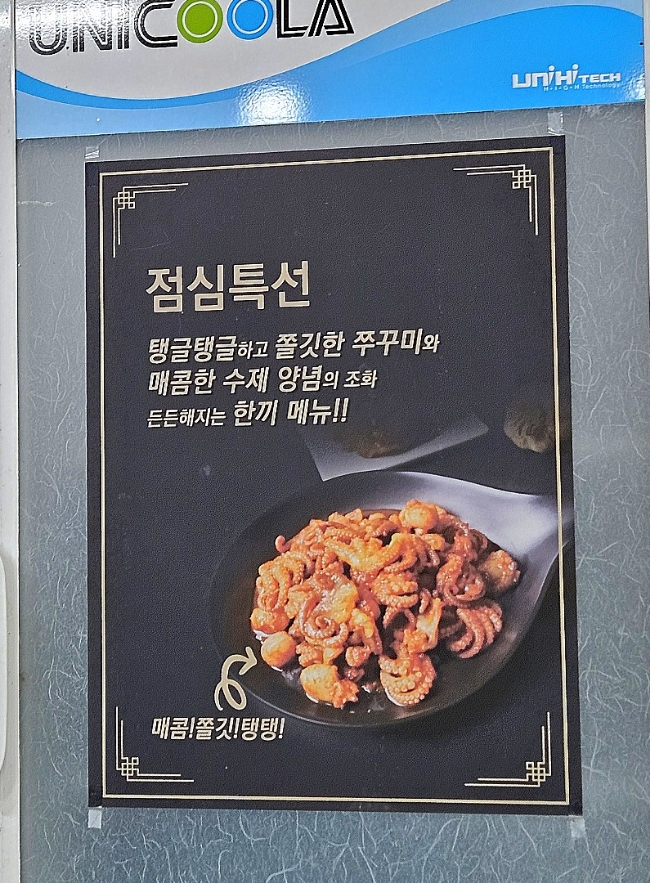 UNICOOLA
UNiHi TECH
H·I·G·H Technology
점심특선
탱글탱글하고 쫄깃한 쭈꾸미와
매콤한 수제 양념의 조화
든든해지는 한끼 메뉴!!
매콤!쫄깃!탱탱!